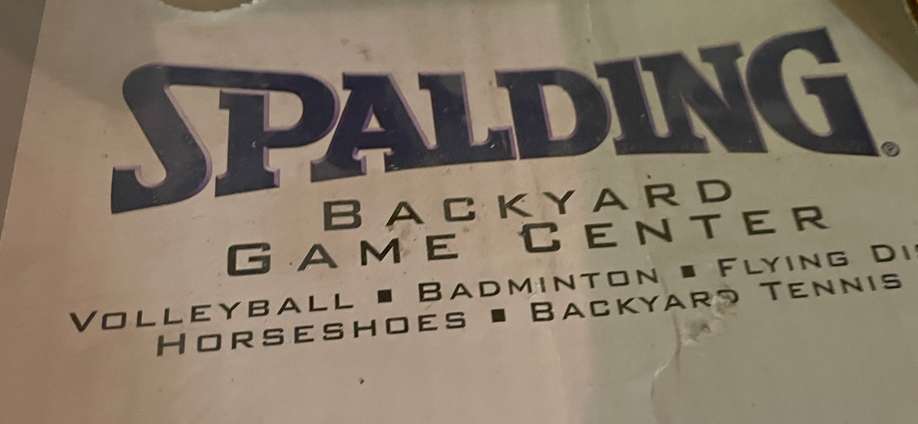 SPALDING®
BACKYARD
GAME CENTER
VOLLEYBALL ■ BADMINTON ■ FLYING
HORSESHOES ■ BACKYARD TENNIS